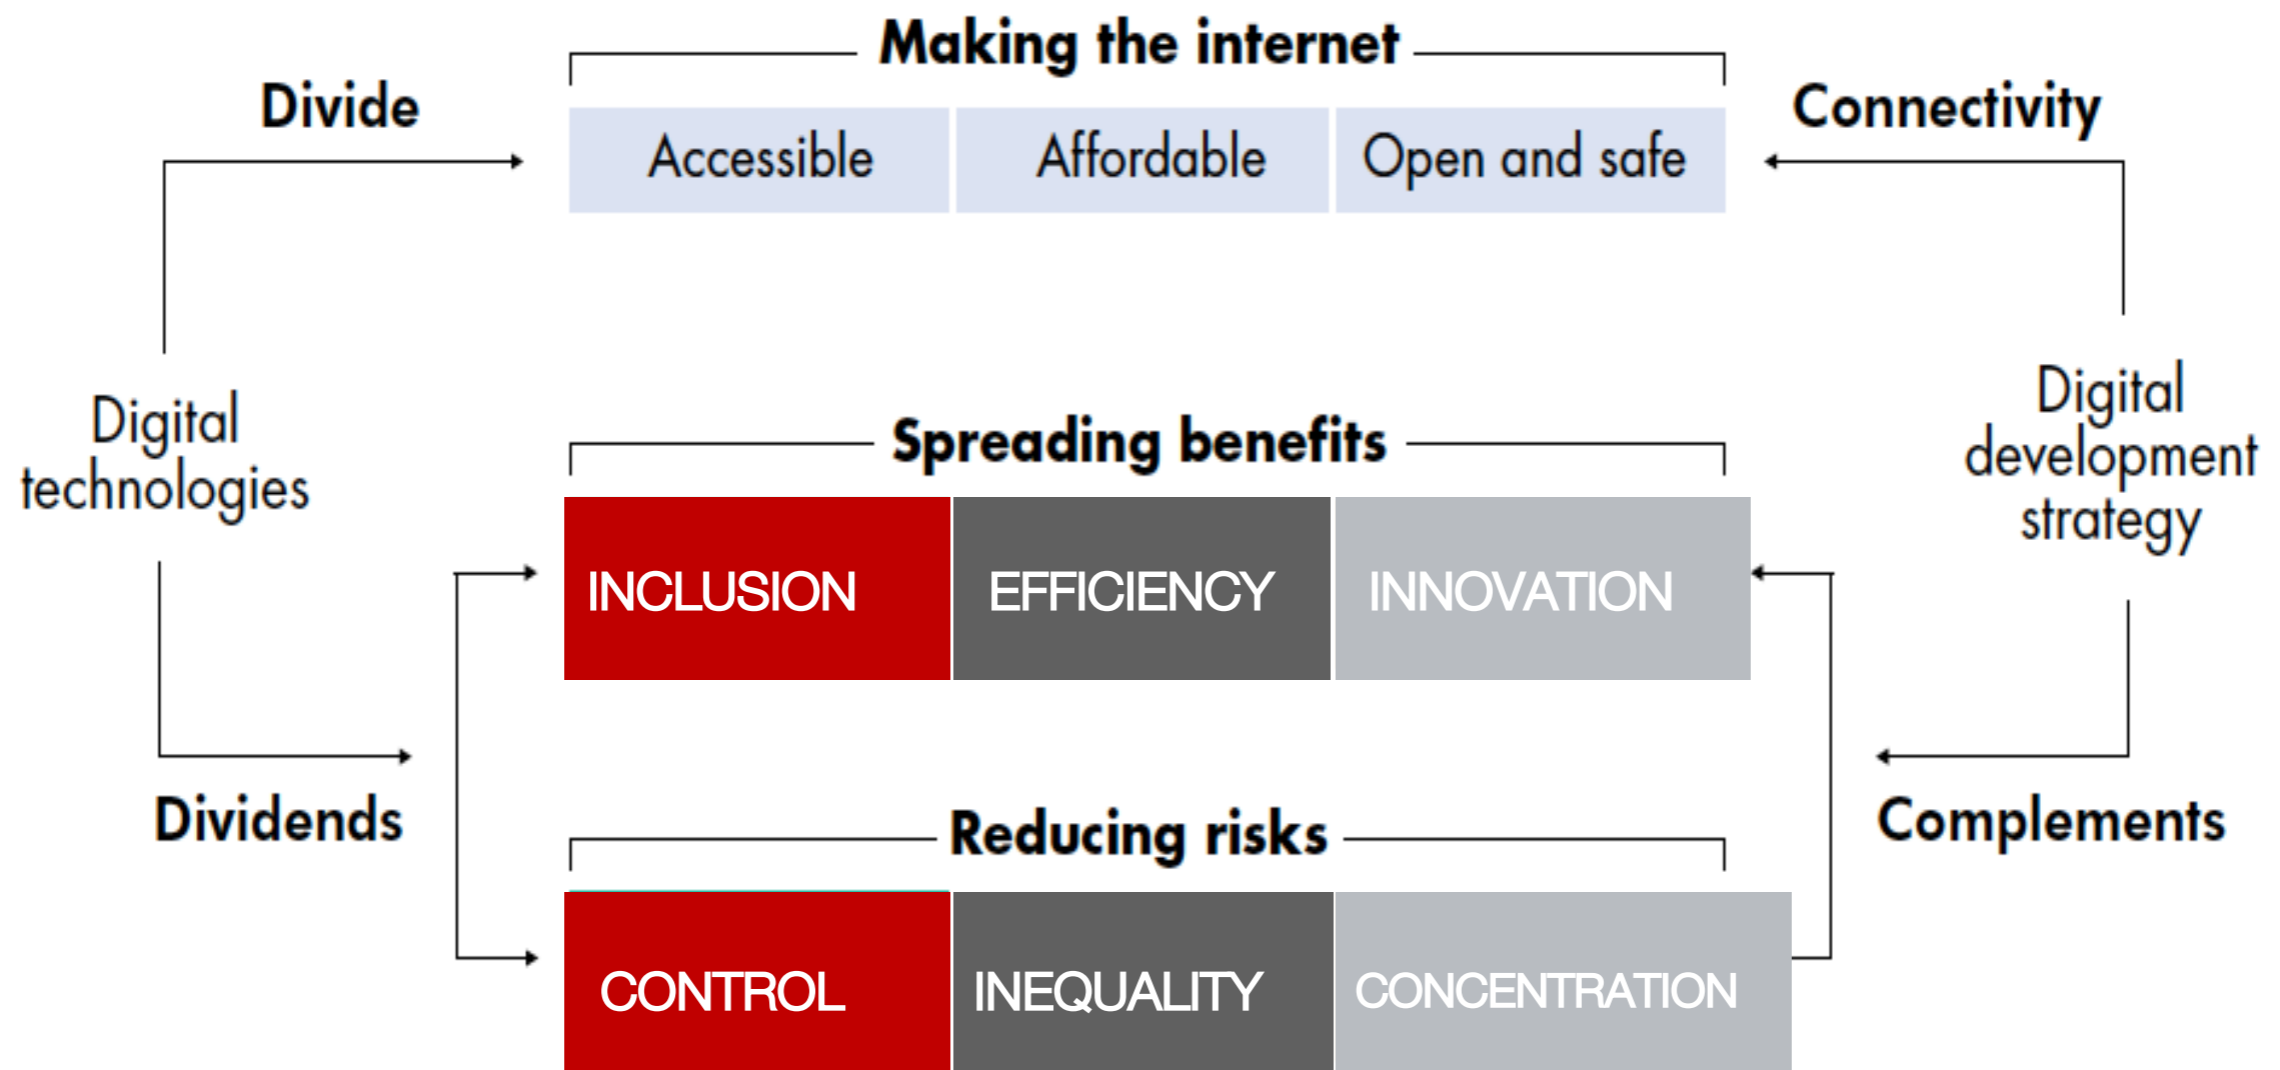 Making the internet
Divide
Connectivity
Accessible
Affordable
Open and safe
Digital
technologies
Digital
development
strategy
Spreading benefits
INCLUSION
EFFICIENCY
INNOVATION
Dividends
Complements
Reducing risks
CONTROL
INEQUALITY
CONCENTRATION